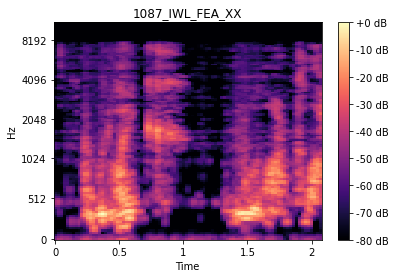 1087_IWL_FEA_XX
8192
4096
2048
1024
512
0
Hz
0
0.5
1
1.5
2
Time
+0 dB
-10 dB
-20 dB
-30 dB
-40 dB
-50 dB
-60 dB
-70 dB
-80 dB